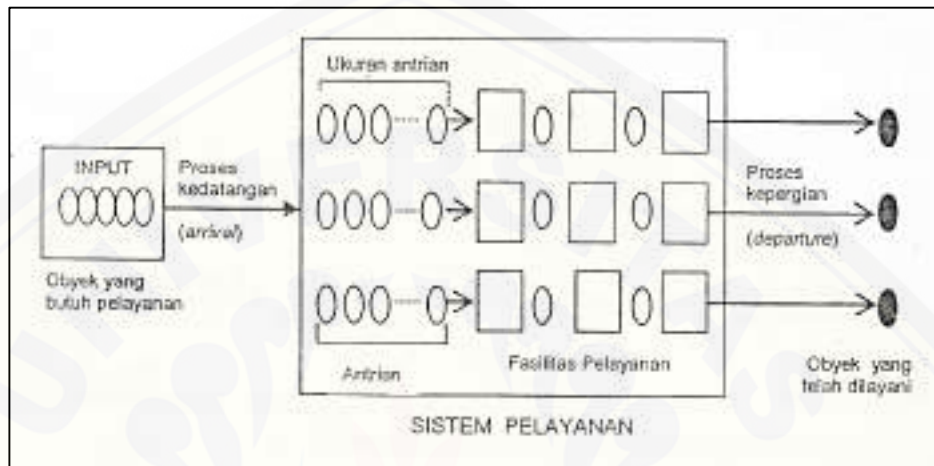 Ukuran antrian
INPUT
Proses
kedatangan
(arrival)
Obyek yang
butuh pelayanan
Proses
kepergian
(departure)
Antrian
Fasilitas Pelayanan
Obyek yang
telah dilayani
SISTEM PELAYANAN
UNIVERSITAS